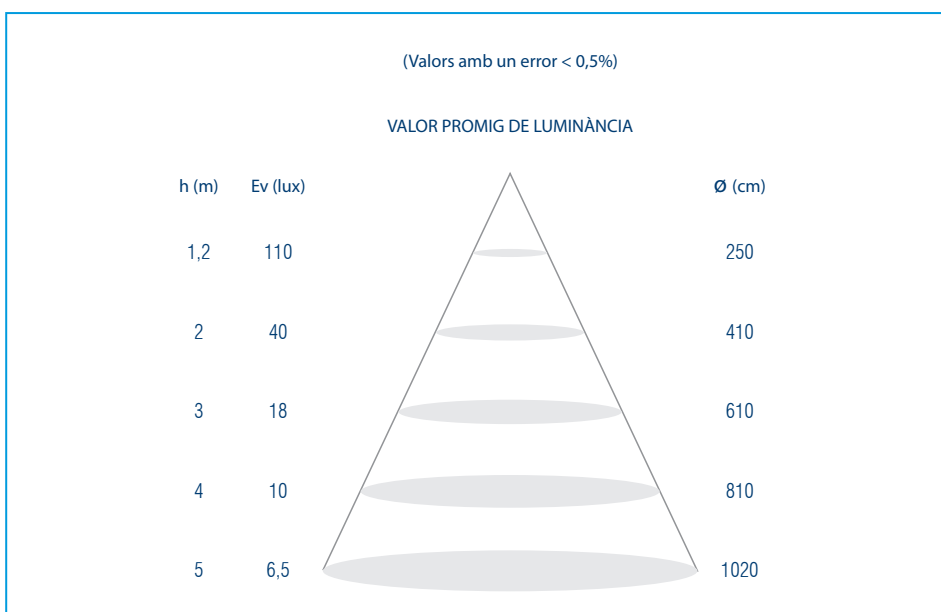 (Valors amb un error < 0,5%)
VALOR PROMIG DE LUMINÀNCIA
h (m) Ev (lux) Ø (cm)
1,2 110 250
2 40 410
3 18 610
4 10 810
5 6,5 1020